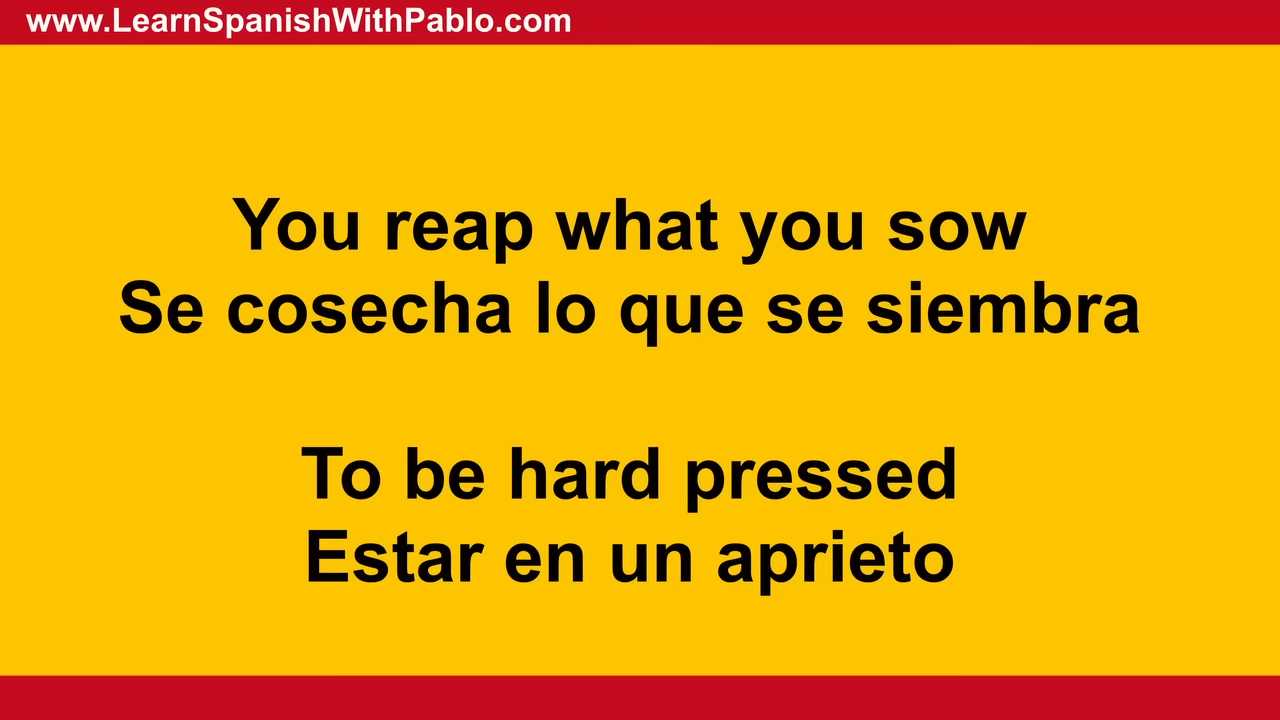 www.LearnSpanishWithPablo.com
You reap what you sow
Se cosecha lo que se siembra
To be hard pressed
Estar en un aprieto